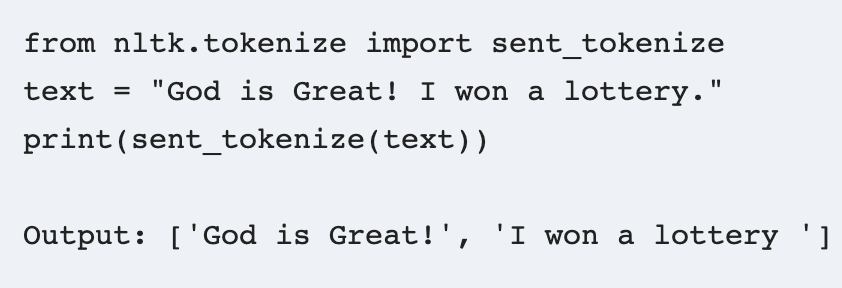 from nltk.tokenize import sent_tokenize
text = "God is Great! I won a lottery."
print(sent_tokenize(text))
Output: ['God is Great!', 'I won a lottery ']